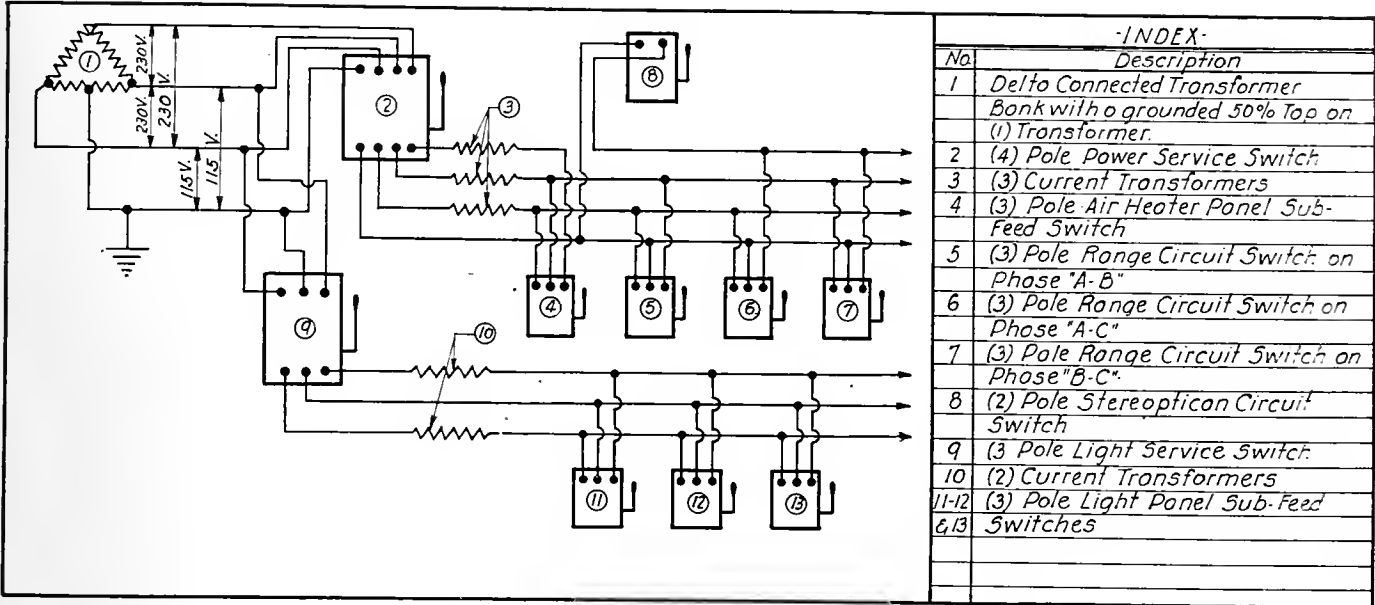 1
230V.
230 V.
230V.
115 V.
115V.
2
3
8
4
5
6
7
9
10
11
12
13
-INDEX-
No. Description
1 Delta Connected Transformer
Bank with a grounded 50% Tap on
(1) Transformer.
2 (4) Pole Power Service Switch
3 (3) Current Transformers
4 (3) Pole Air Heater Panel Sub-
Feed Switch
5 (3) Pole Range Circuit Switch on
Phase "A-B"
6 (3) Pole Range Circuit Switch on
Phase "A-C"
7 (3) Pole Range Circuit Switch on
Phase "B-C".
8 (2) Pole Stereoptican Circuit
Switch
9 (3 Pole Light Service Switch
10 (2) Current Transformers
11-12 (3) Pole Light Panel Sub-Feed
&13 Switches